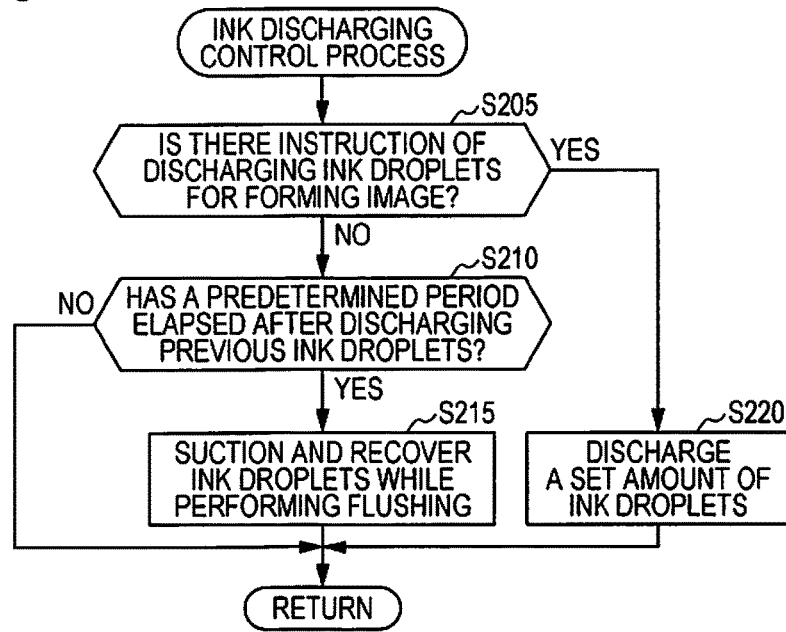 INK DISCHARGING
CONTROL PROCESS
S205
IS THERE INSTRUCTION OF
DISCHARGING INK DROPLETS
FOR FORMING IMAGE?
YES
NO
S210
NO
HAS A PREDETERMINED PERIOD
ELAPSED AFTER DISCHARGING
PREVIOUS INK DROPLETS?
YES
S215
SUCTION AND RECOVER
INK DROPLETS WHILE
PERFORMING FLUSHING
S220
DISCHARGE
A SET AMOUNT OF
INK DROPLETS
RETURN